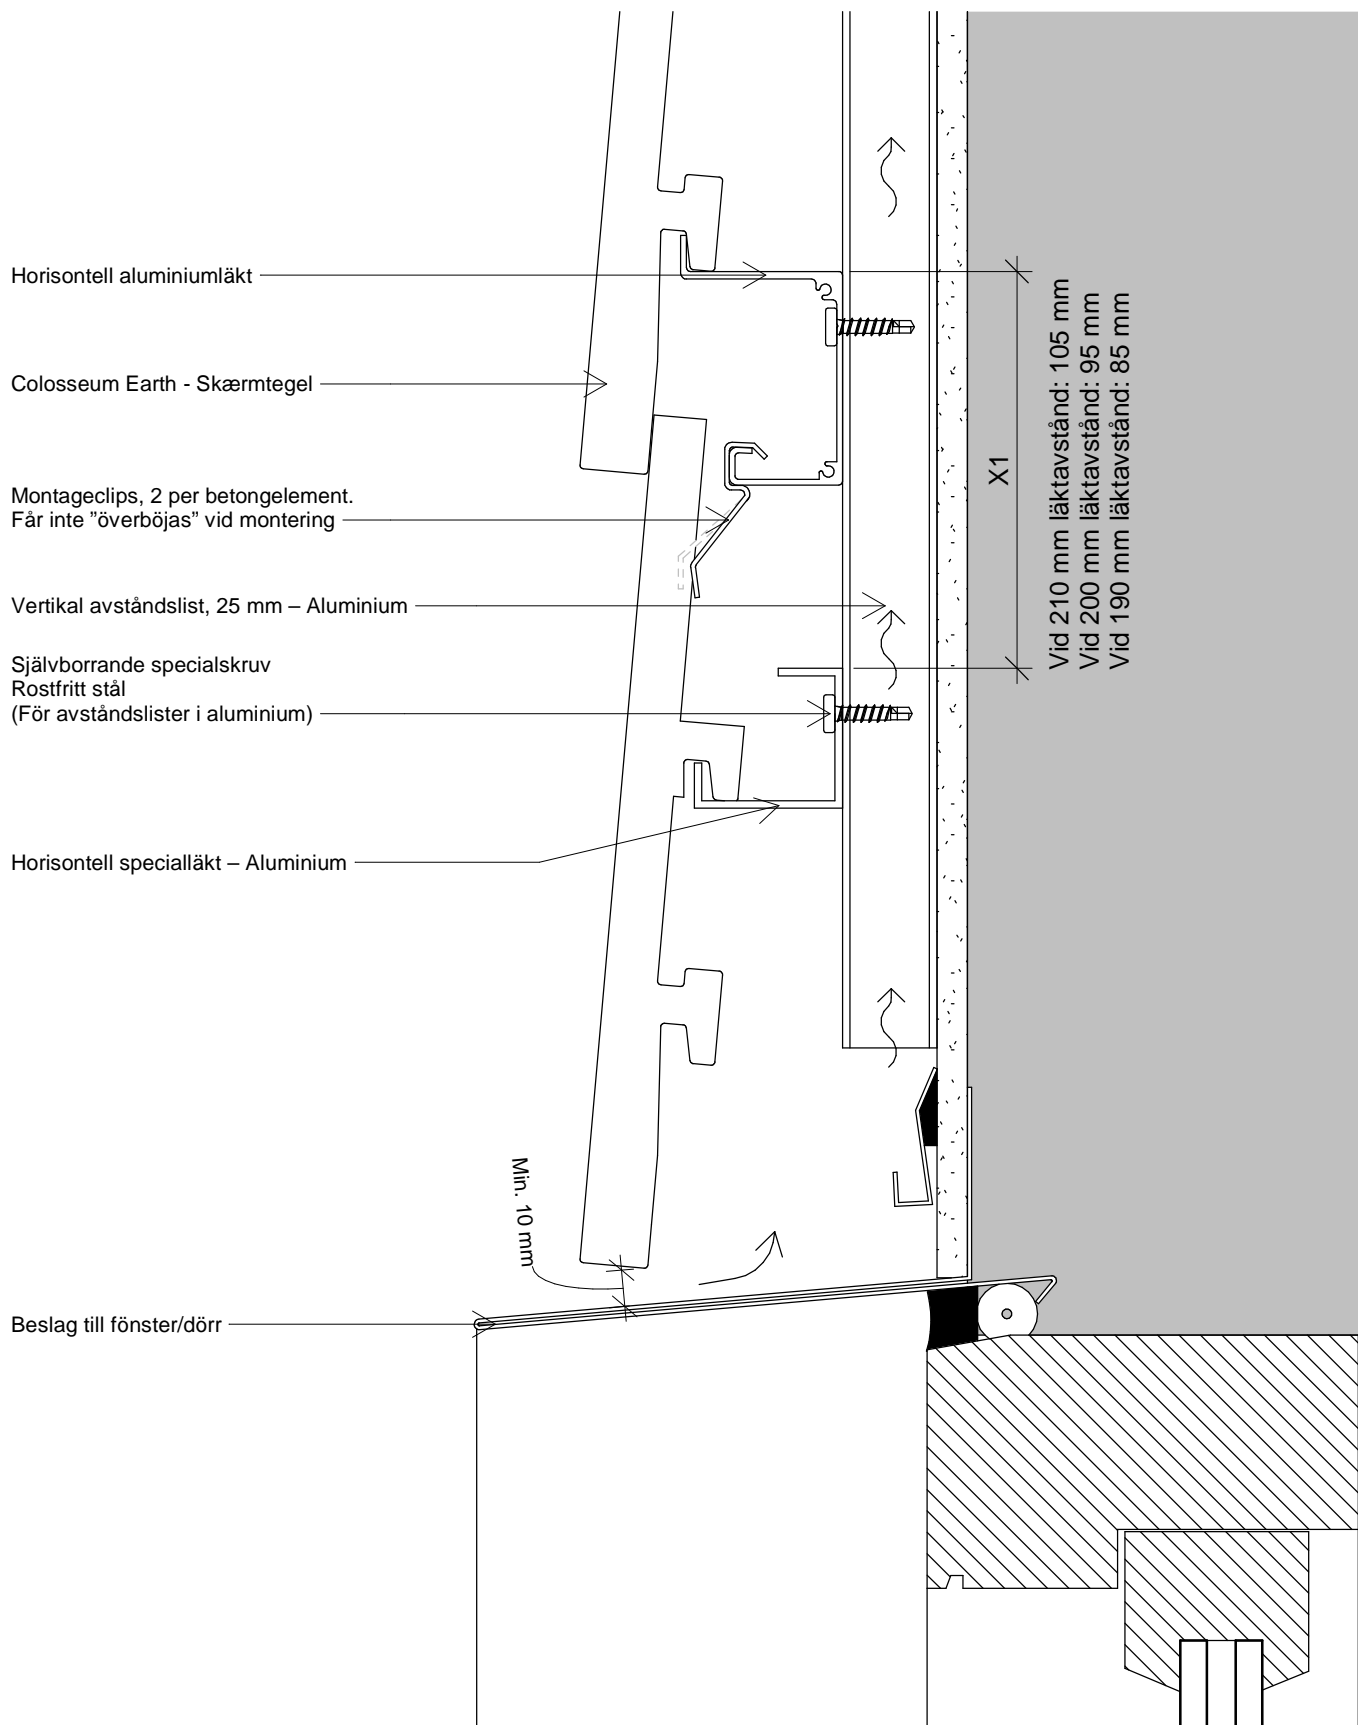 Horisontell aluminiumläkt
Colosseum Earth - Skærmtegel
Montageclips, 2 per betongelement.
Får inte ”överböjas” vid montering
Vertikal avståndslist, 25 mm – Aluminium
Självborrande specialskruv
Rostfritt stål
(För avståndslister i aluminium)
Horisontell specialläkt – Aluminium
Beslag till fönster/dörr
Min. 10 mm
X1
Vid 210 mm läktavstånd: 105 mm
Vid 200 mm läktavstånd: 95 mm
Vid 190 mm läktavstånd: 85 mm